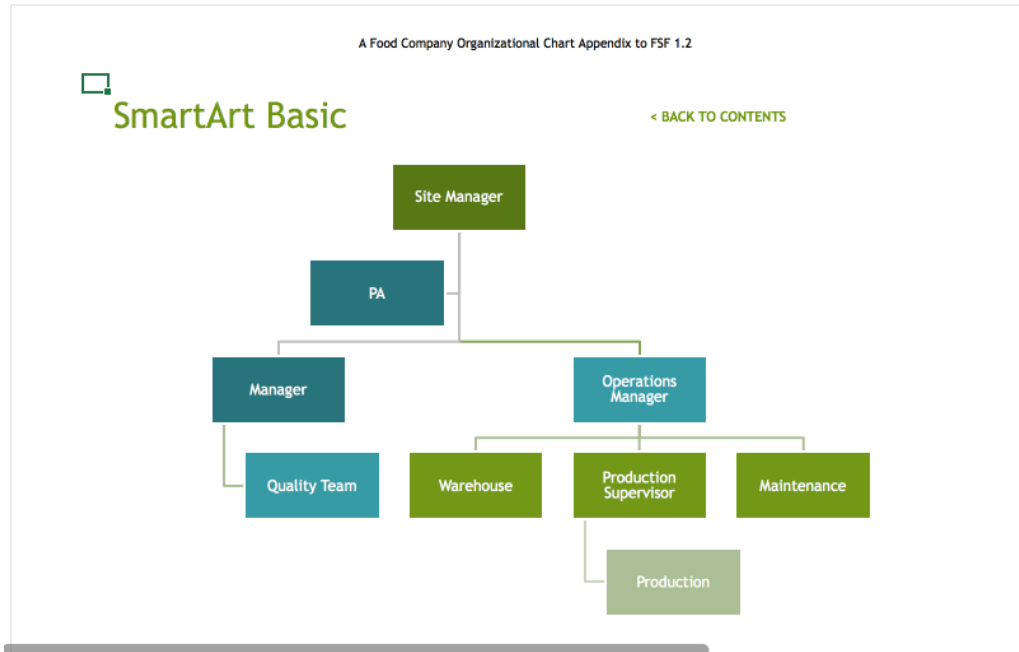 A Food Company Organizational Chart Appendix to FSF 1.2
SmartArt Basic
< BACK TO CONTENTS
Site Manager
PA
Manager
Operations
Manager
Quality Team
Warehouse
Production
Supervisor
Maintenance
Production